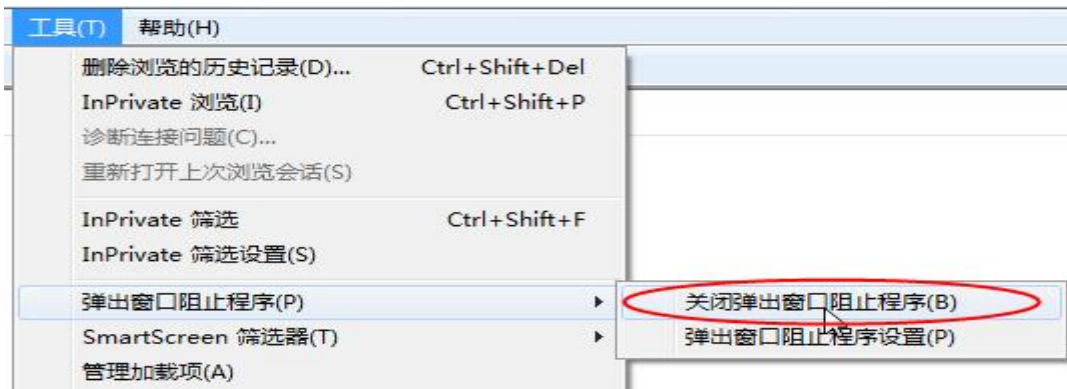 工具(T) 帮助(H)
删除浏览的历史记录(D)... Ctrl+Shift+Del
InPrivate 浏览(I) Ctrl+Shift+P
诊断连接问题(C)...
重新打开上次浏览会话(S)
InPrivate 筛选 Ctrl+Shift+F
InPrivate 筛选设置(S)
弹出窗口阻止程序(P) 关闭弹出窗口阻止程序(B)
SmartScreen 筛选器(T) 弹出窗口阻止程序设置(P)
管理加载项(A)